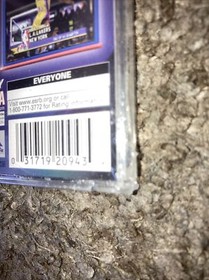 L.A. LAKERS
NEW YORK
EVERYONE
Visit www.esrb.org or call
1-800-771-3772 for Rating
A
0 31719 20943